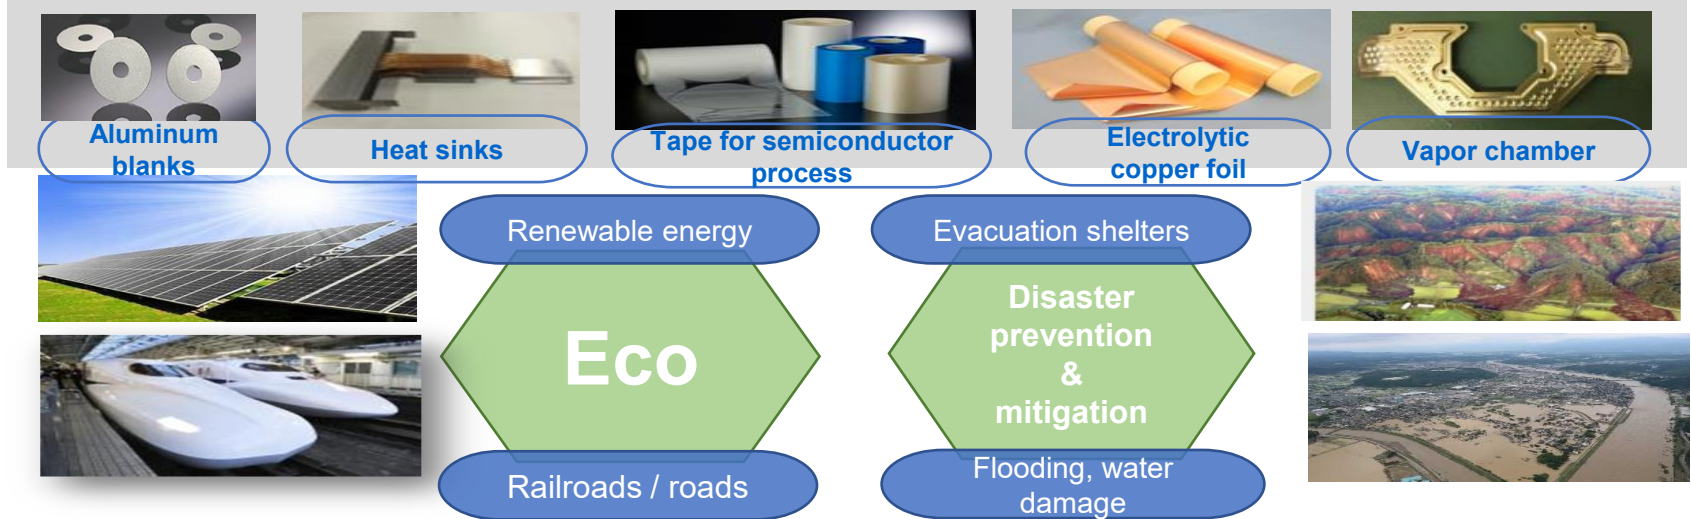 Aluminum
blanks
Heat sinks
Tape for semiconductor
process
Electrolytic
copper foil
Vapor chamber
Renewable energy
Eco
Railroads / roads
Evacuation shelters
Disaster
prevention
&
mitigation
Flooding, water
damage